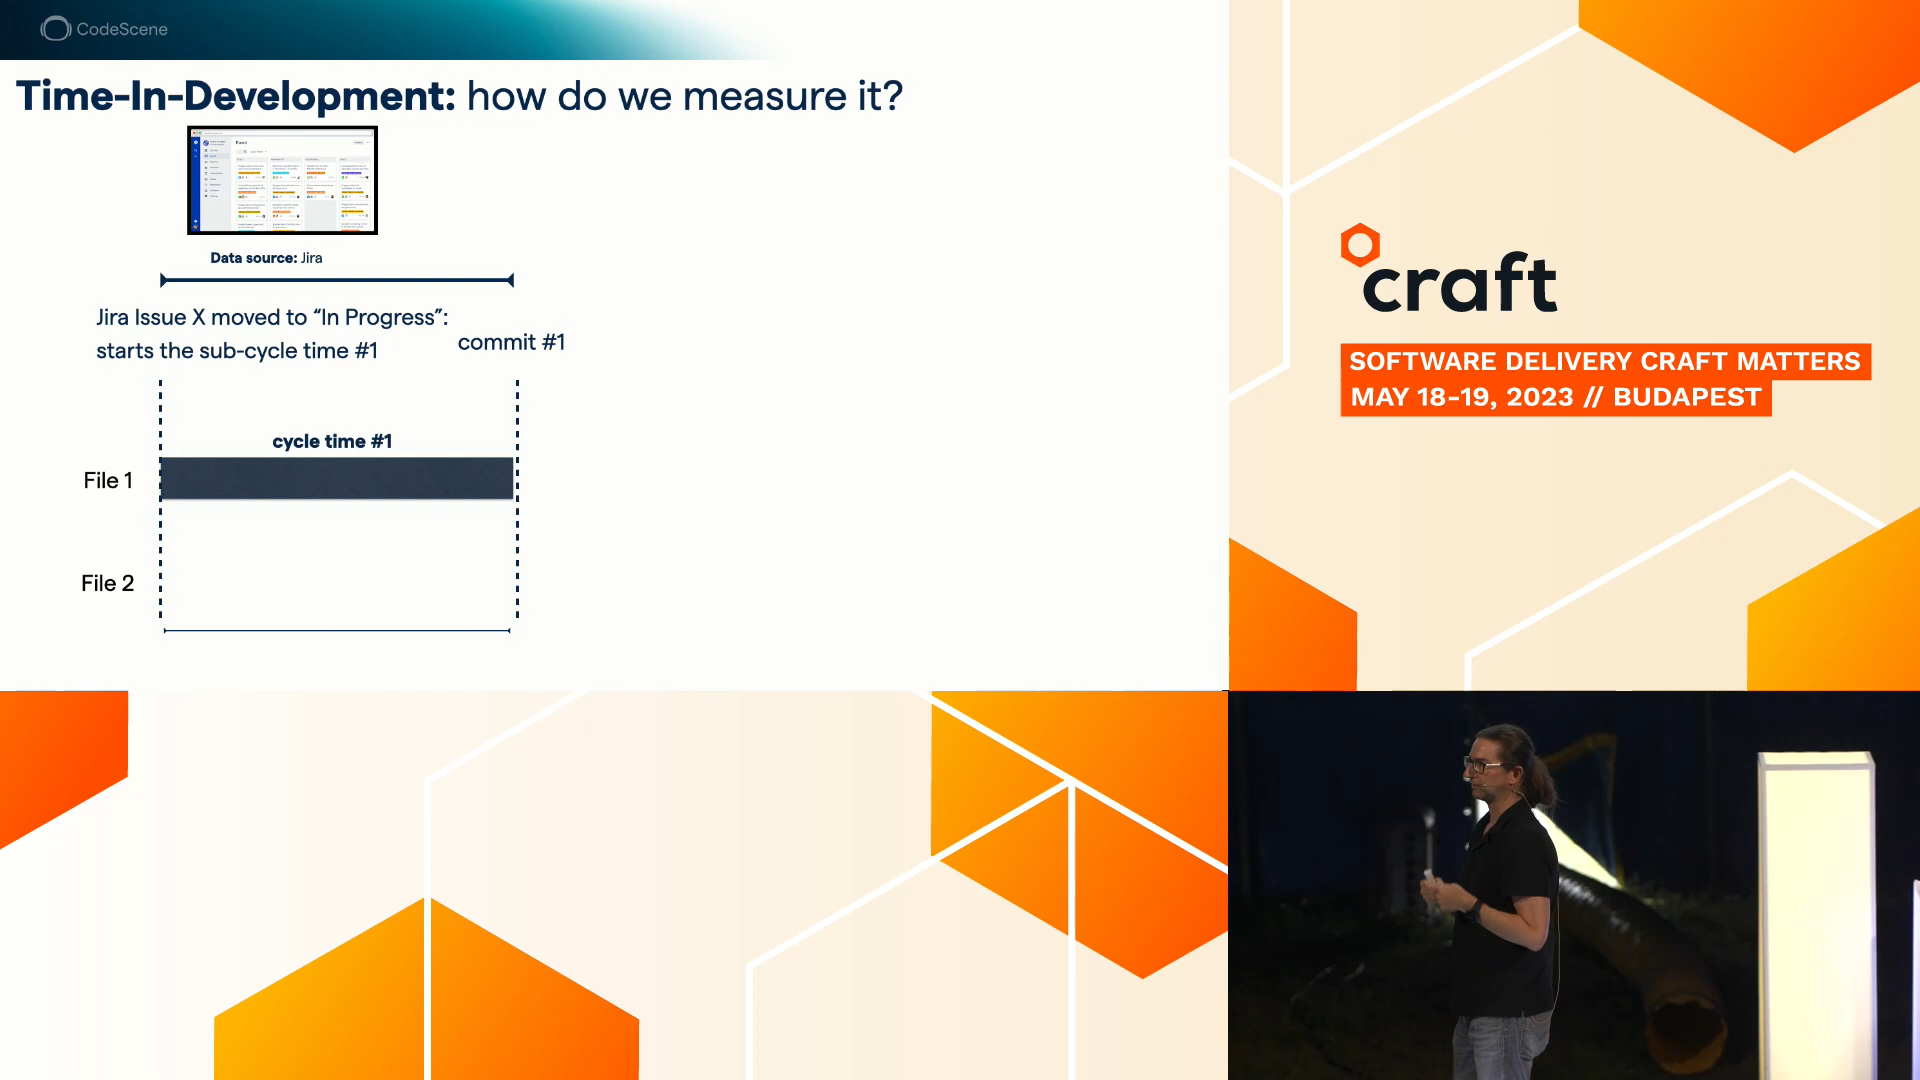 CodeScene
Time-In-Development: how do we measure it?
Data source: Jira
Jira Issue X moved to “In Progress”:
starts the sub-cycle time #1
commit #1
cycle time #1
File 1
File 2
craft
SOFTWARE DELIVERY CRAFT MATTERS
MAY 18-19, 2023 // BUDAPEST